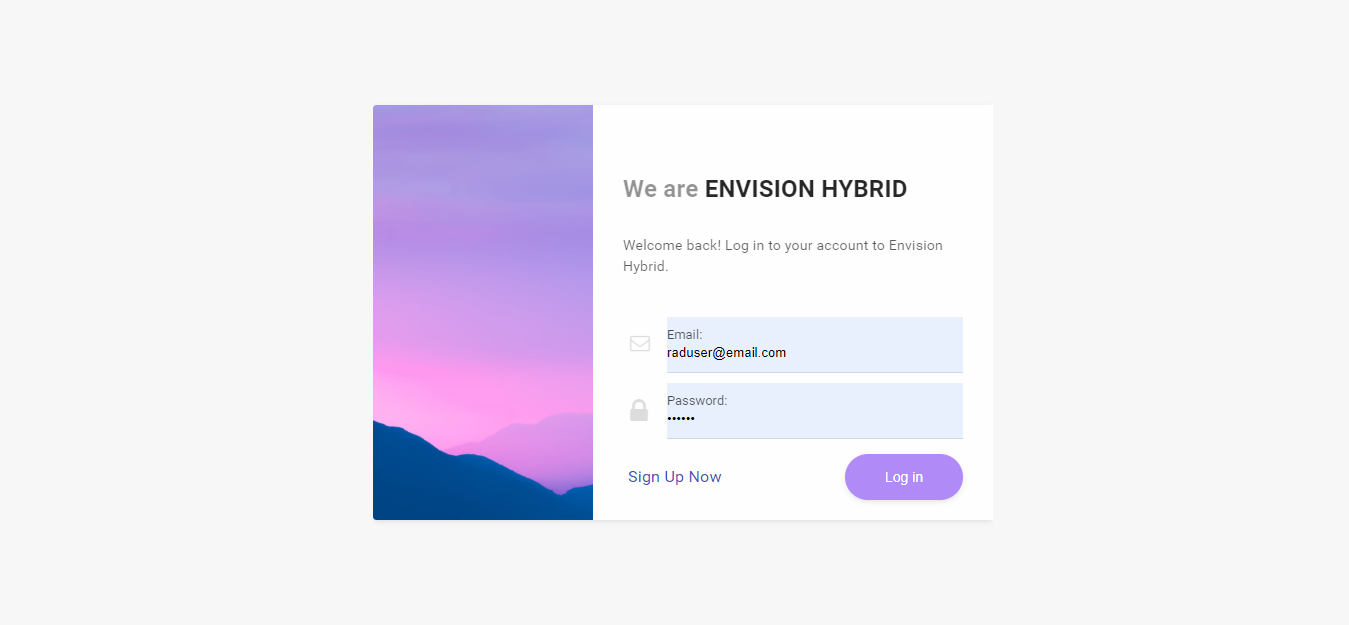 We are ENVISION HYBRID
Welcome back! Log in to your account to Envision
Hybrid.
Email:
raduser@email.com
Password:
••••••
Sign Up Now
Log in